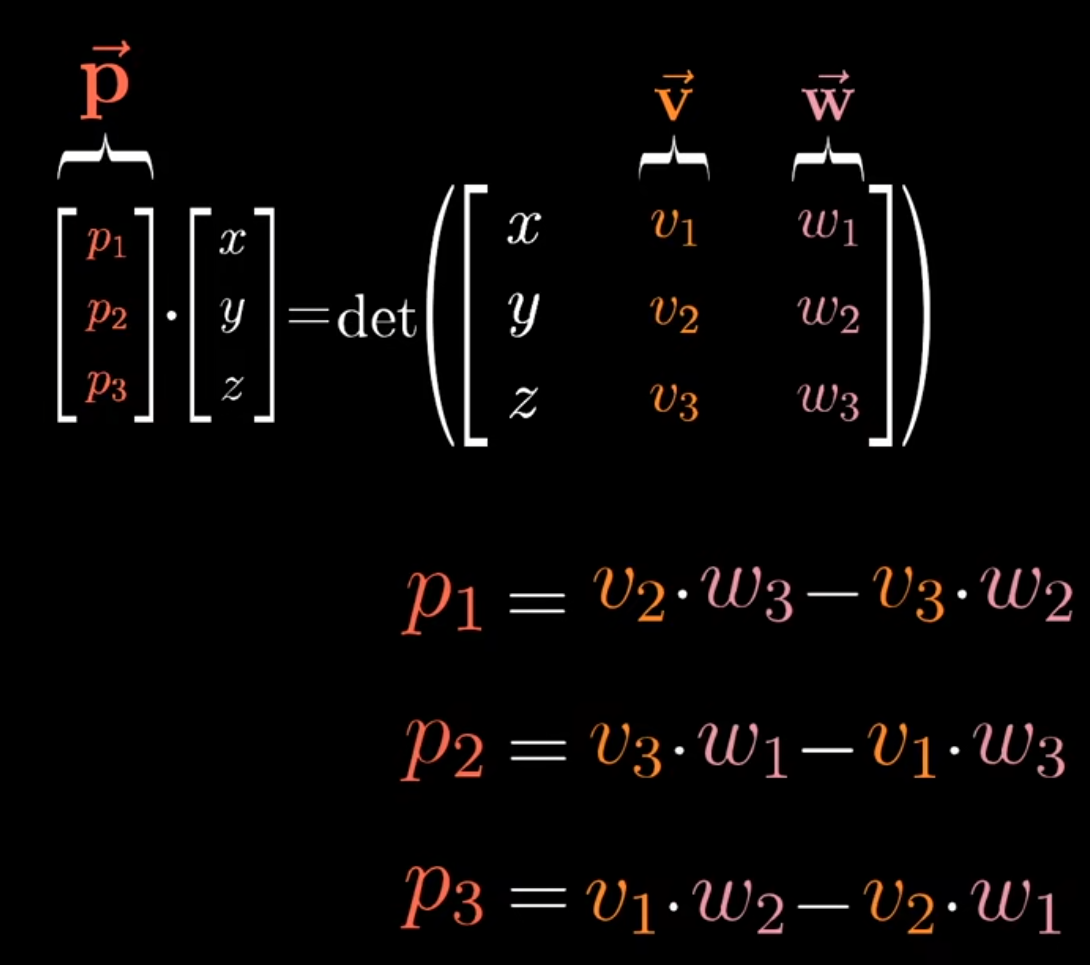 p⃗ v⃗ w⃗
[p₁ p₂ p₃] · [x y z] = det([x v₁ w₁; y v₂ w₂; z v₃ w₃])
p₁ = v₂·w₃−v₃·w₂
p₂ = v₃·w₁−v₁·w₃
p₃ = v₁·w₂−v₂·w₁